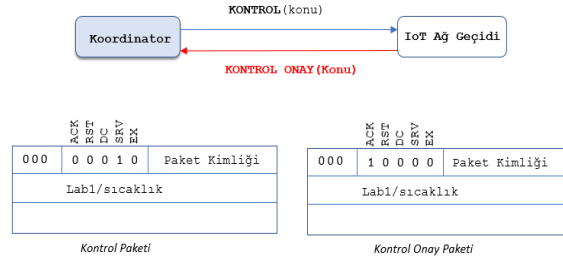 KONTROL(konu)
Koordinator
IoT Ağ Geçidi
KONTROL ONAY(Konu)
ACK RST DC SRV EX
000 0 0 0 1 0 Paket Kimliği
Lab1/sıcaklık
Kontrol Paketi
ACK RST DC SRV EX
000 1 0 0 0 0 Paket Kimliği
Lab1/sıcaklık
Kontrol Onay Paketi